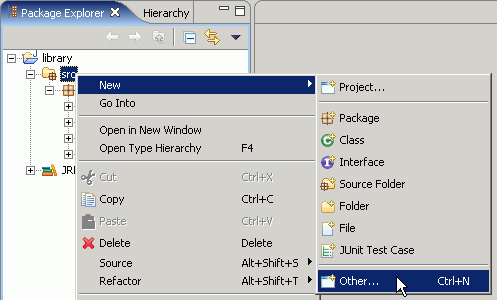 Package Explorer Hierarchy
library
src
New
Go Into
Open in New Window
Open Type Hierarchy F4
Cut Ctrl+X
Copy Ctrl+C
Paste Ctrl+V
Delete Delete
Source Alt+Shift+S
Refactor Alt+Shift+T
Project...
Package
Class
Interface
Source Folder
Folder
File
JUnit Test Case
Other... Ctrl+N